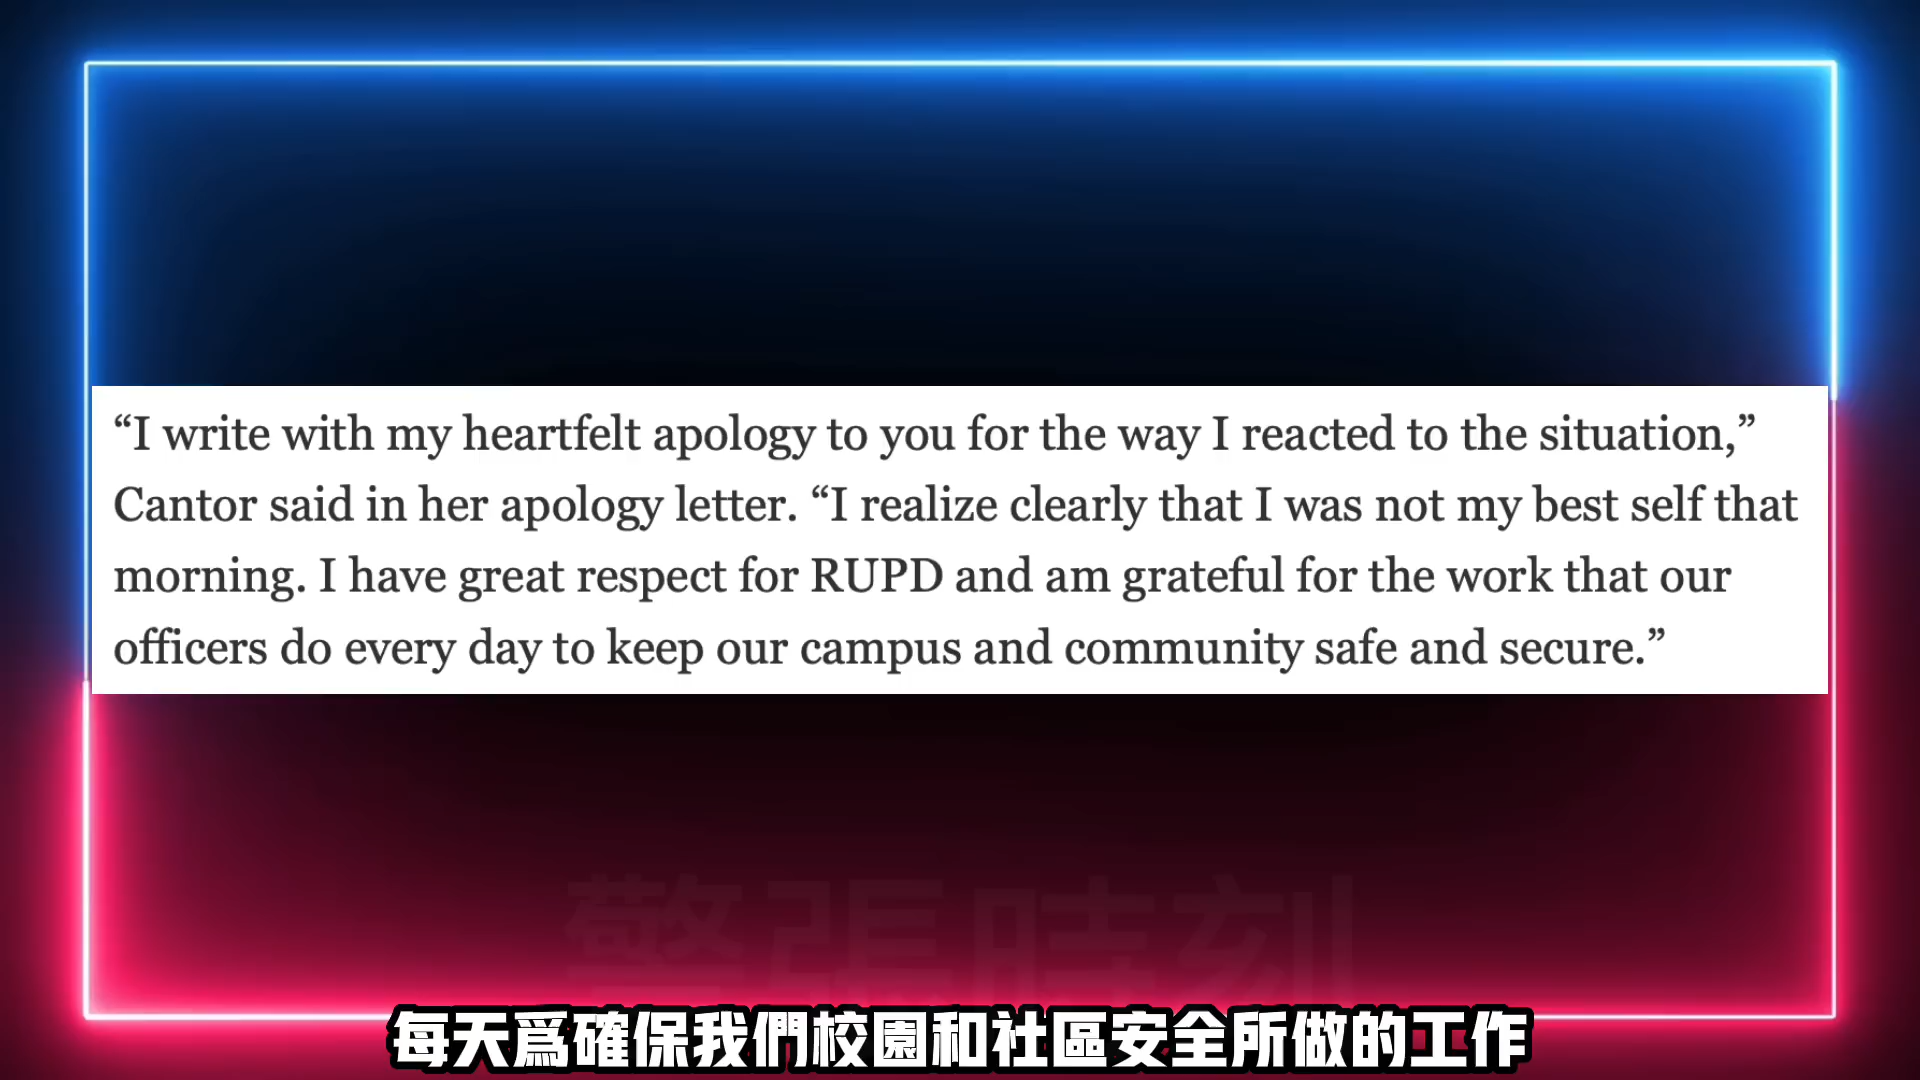 “I write with my heartfelt apology to you for the way I reacted to the situation,”
Cantor said in her apology letter. “I realize clearly that I was not my best self that
morning. I have great respect for RUPD and am grateful for the work that our
officers do every day to keep our campus and community safe and secure.”
警張時刻
每天爲確保我們校園和社區安全所做的工作